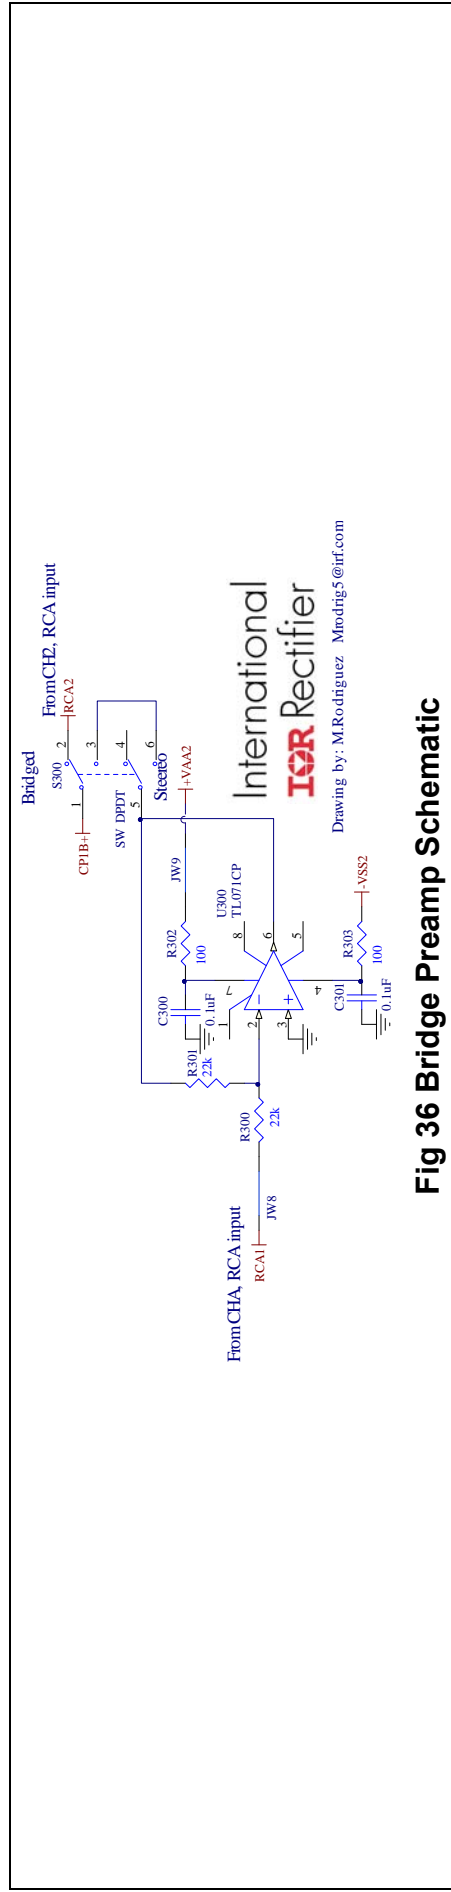 Bridged
From CH2, RCA input
S300
1
2
3
4
5
6
CP1B+
RCA2
SW DPDT
Stereo
+VAA2
JW9
R302
100
C300
0.1uF
R301
22k
U300
TL071CP
1
2
3
4
5
6
7
8
From CHA, RCA input
RCA1
JW8
R300
22k
C301
0.1uF
R303
100
-VSS2
International
IOR Rectifier
Drawing by: M.Rodriguez Mrodrig5@irf.com
Fig 36 Bridge Preamp Schematic